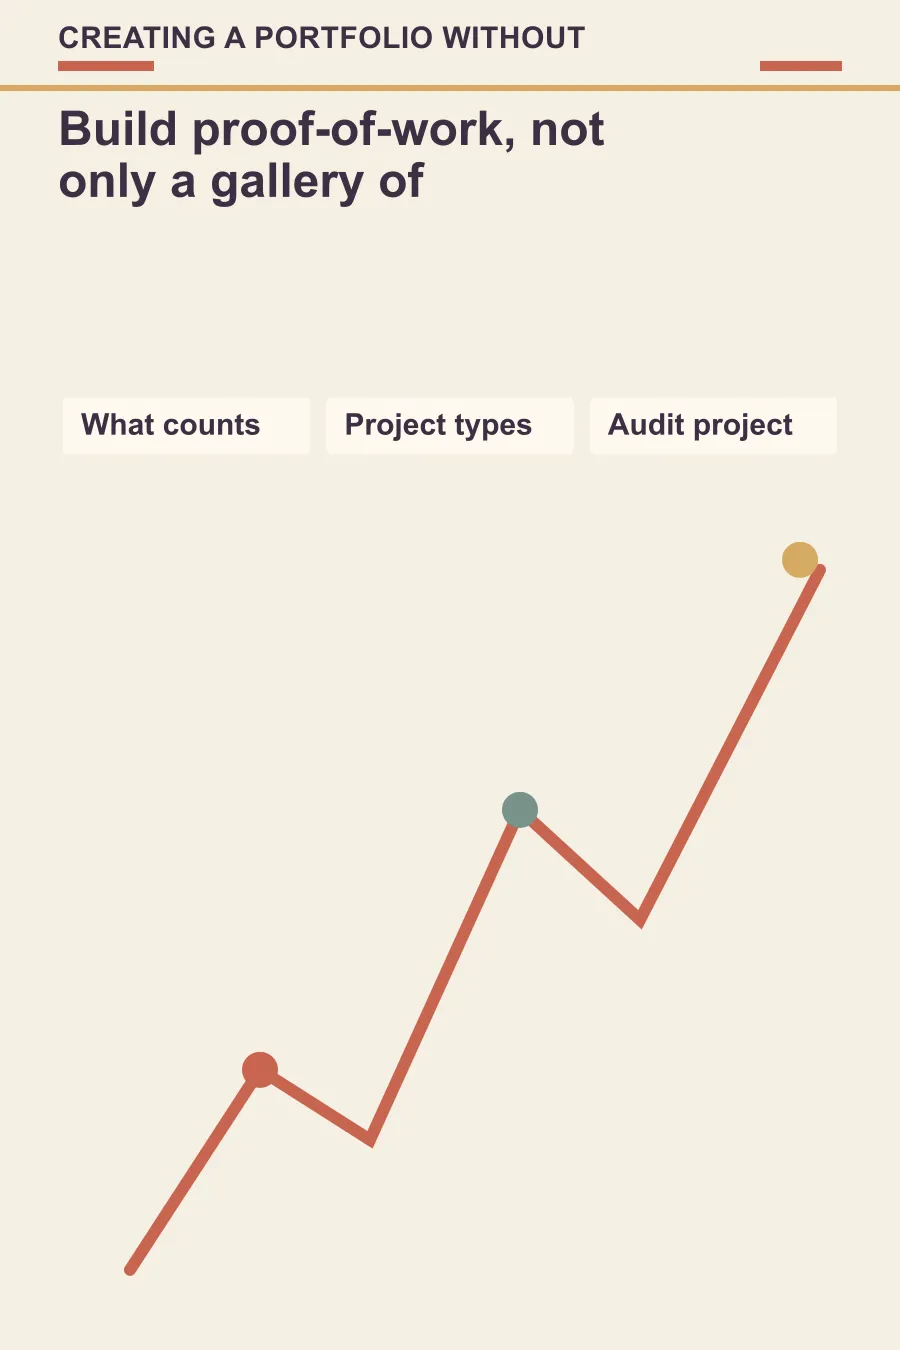 CREATING A PORTFOLIO WITHOUT
Build proof-of-work, not
only a gallery of
What counts
Project types
Audit project